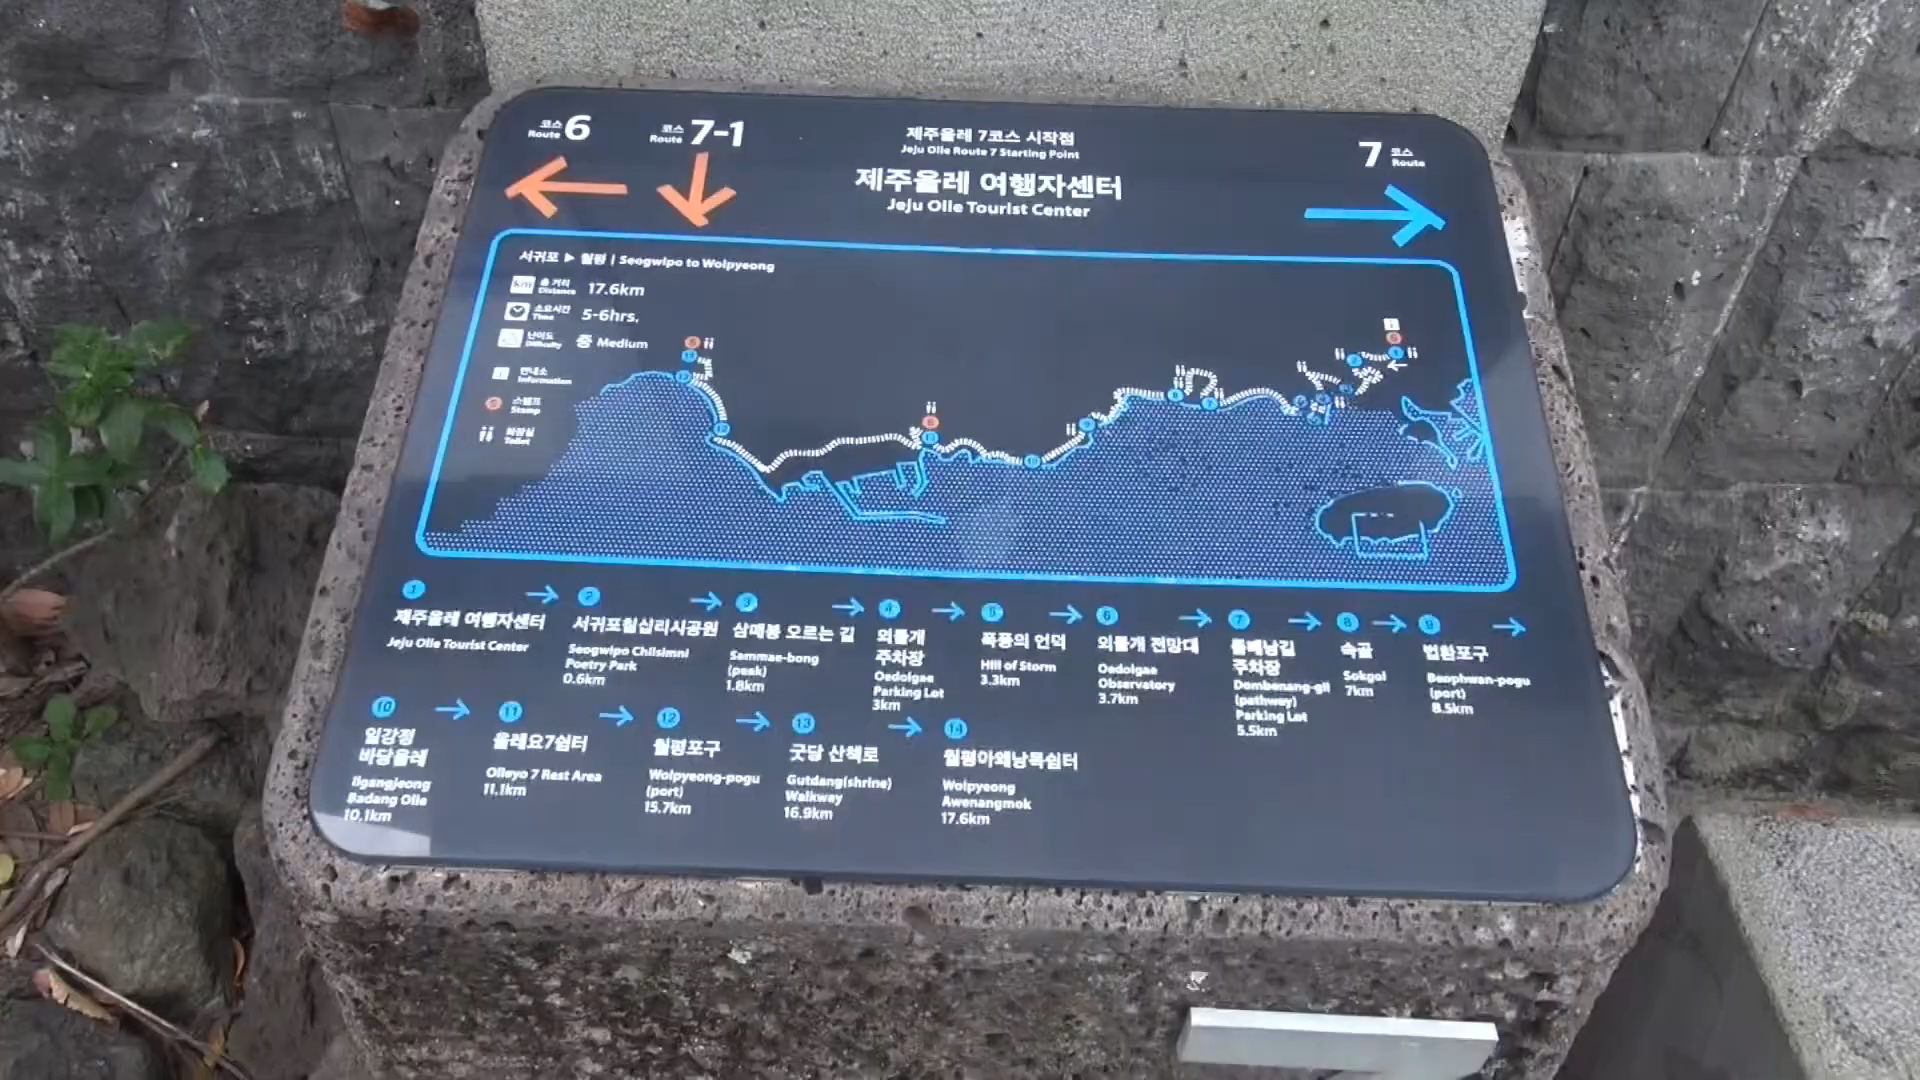 코스 Route 6
코스 Route 7-1
제주올레 7코스 시작점
Jeju Olle Route 7 Starting Point
제주올레 여행자센터
Jeju Olle Tourist Center
7 코스 Route
서귀포 ▶ 월평 | Seogwipo to Wolpyeong
km 총 거리 Distance 17.6km
소요시간 Time 5-6hrs.
난이도 Difficulty 중 Medium
안내소 Information
스탬프 Stamp
화장실 Toilet
1
제주올레 여행자센터
Jeju Olle Tourist Center
2
서귀포칠십리시공원
Seogwipo Chilsimni
Poetry Park
0.6km
3
삼매봉 오르는 길
Sammae-bong
(peak)
1.8km
4
외돌개
주차장
Oedolgae
Parking Lot
3km
5
폭풍의 언덕
Hill of Storm
3.3km
6
외돌개 전망대
Oedolgae
Observatory
3.7km
7
돔베낭길
주차장
Dombenang-gil
(pathway)
Parking Lot
5.5km
8
속골
Sokgol
7km
9
법환포구
Beophwan-pogu
(port)
8.5km
10
일강정
바당올레
Ilgangjeong
Badang Olle
10.1km
11
올레요7쉼터
Olleyo 7 Rest Area
11.1km
12
월평포구
Wolpyeong-pogu
(port)
15.7km
13
굿당 산책로
Gutdang(shrine)
Walkway
16.9km
14
월평아왜낭목쉼터
Wolpyeong
Awenangmok
17.6km